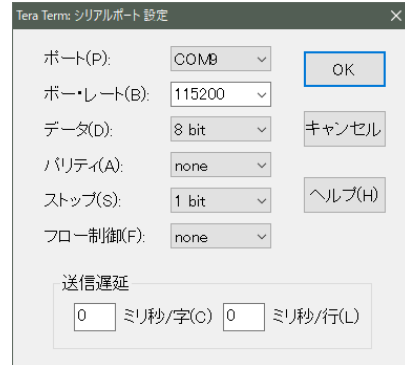 Tera Term: シリアルポート 設定
ポート(P): COM9 OK
ボー・レート(B): 115200
データ(D): 8 bit キャンセル
パリティ(A): none
ストップ(S): 1 bit ヘルプ(H)
フロー制御(F): none
送信遅延
0 ミリ秒/字(C) 0 ミリ秒/行(L)